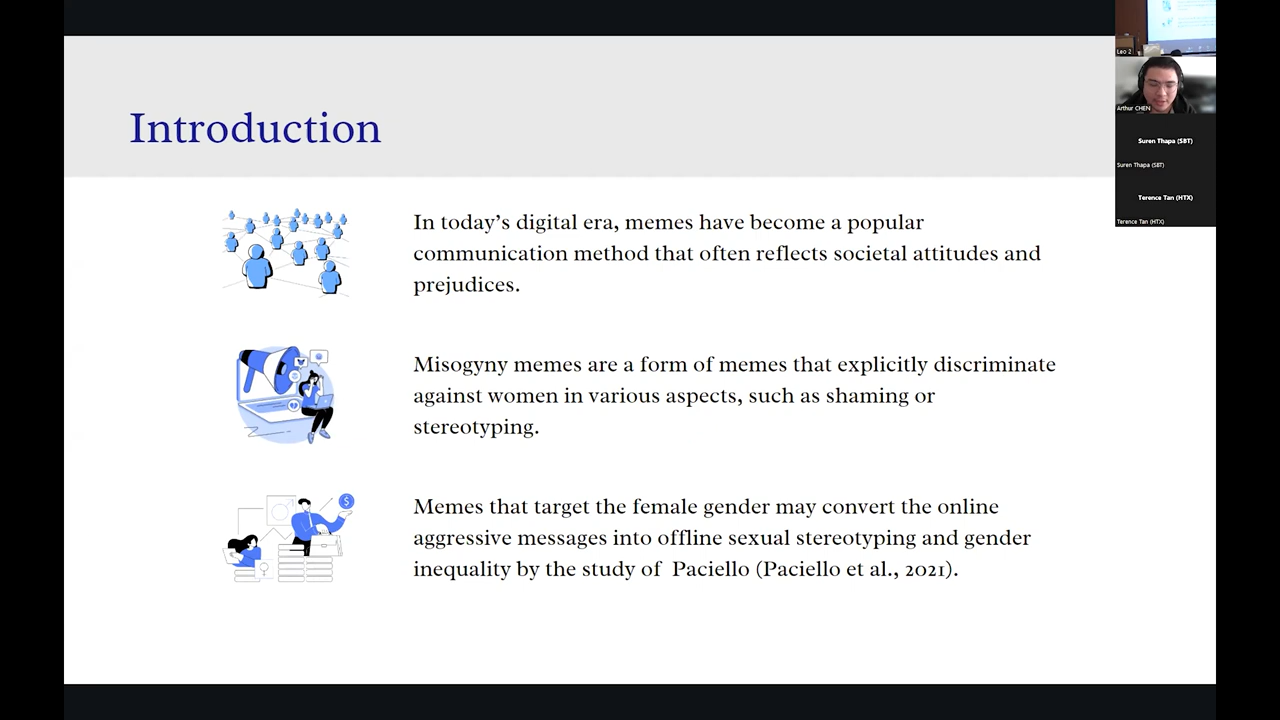 Introduction
In today’s digital era, memes have become a popular
communication method that often reflects societal attitudes and
prejudices.
Misogyny memes are a form of memes that explicitly discriminate
against women in various aspects, such as shaming or
stereotyping.
Memes that target the female gender may convert the online
aggressive messages into offline sexual stereotyping and gender
inequality by the study of Paciello (Paciello et al., 2021).
Leo 2
Arthur CHEN
Suren Thapa (SBT)
Suren Thapa (SBT)
Terence Tan (HTX)
Terence Tan (HTX)